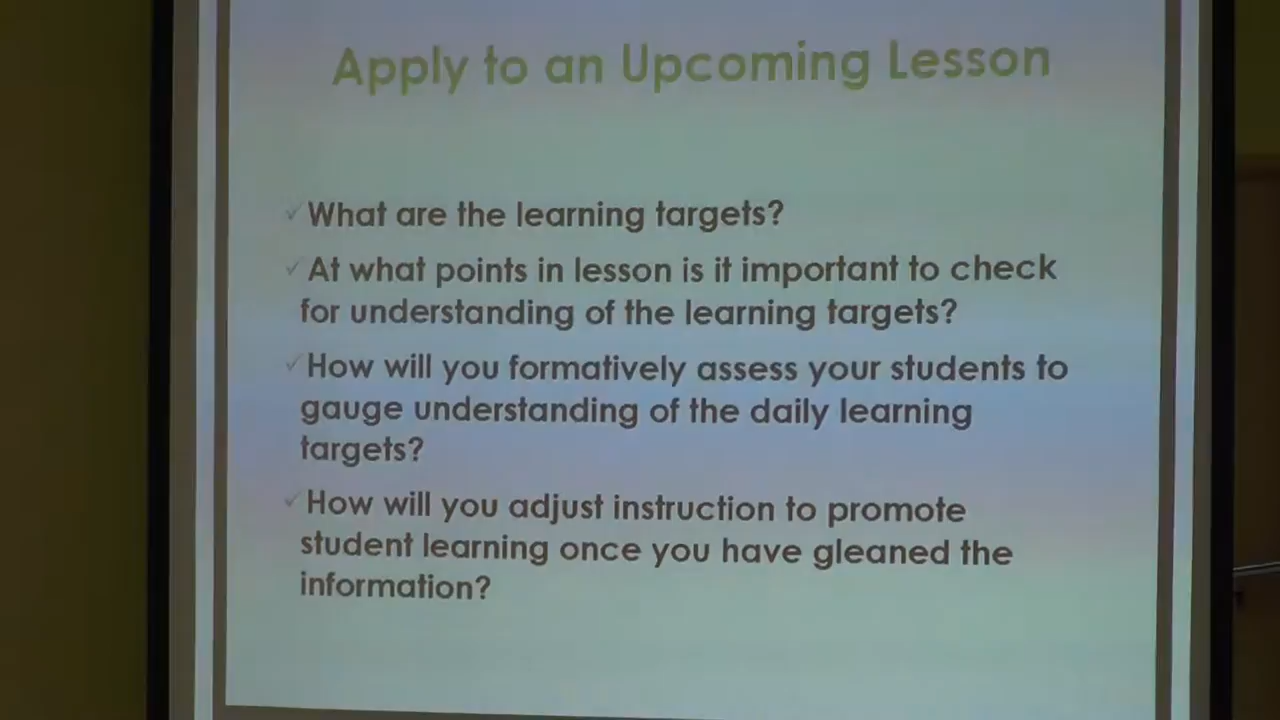 Apply to an Upcoming Lesson
✓ What are the learning targets?
✓ At what points in lesson is it important to check
for understanding of the learning targets?
✓ How will you formatively assess your students to
gauge understanding of the daily learning
targets?
✓ How will you adjust instruction to promote
student learning once you have gleaned the
information?